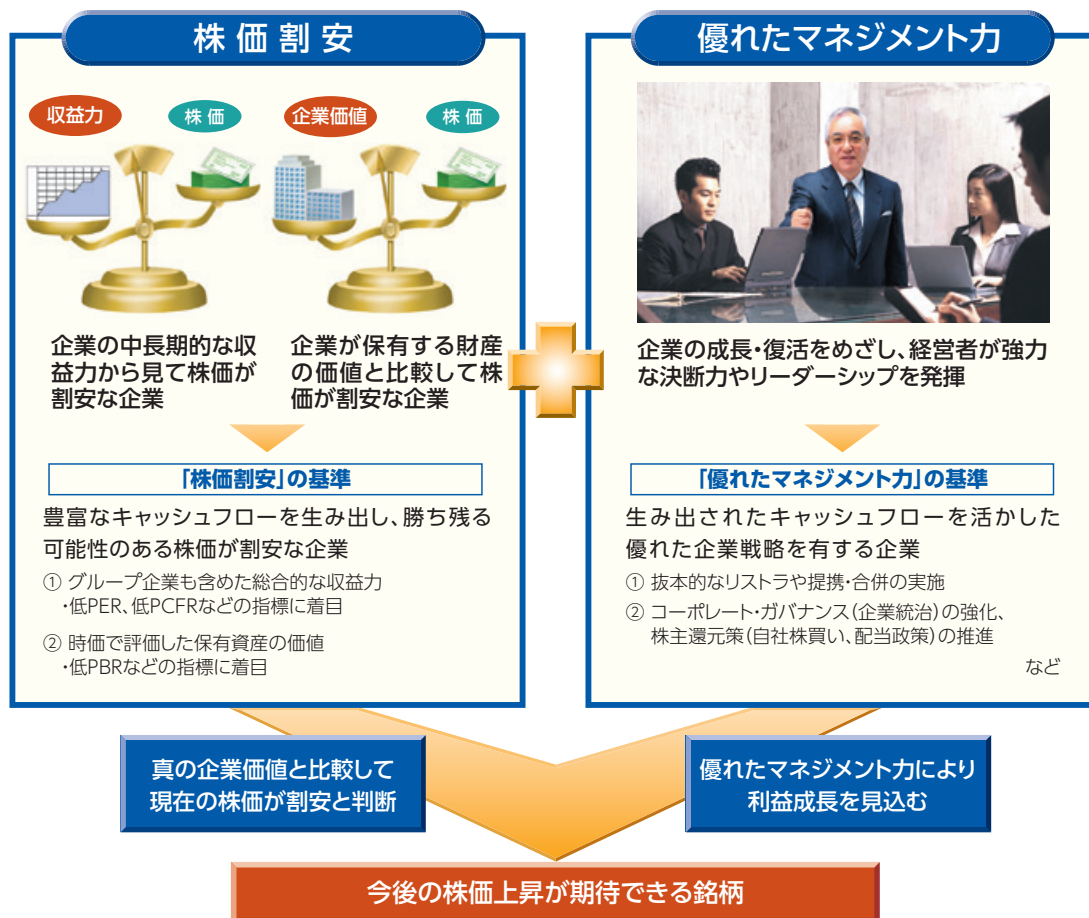 株価割安
収益力
株価
企業価値
株価
企業の中長期的な収
益力から見て株価が
割安な企業
企業が保有する財産
の価値と比較して株
価が割安な企業
「株価割安」の基準
豊富なキャッシュフローを生み出し、勝ち残る
可能性のある株価が割安な企業
① グループ企業も含めた総合的な収益力
・低PER、低PCFRなどの指標に着目
② 時価で評価した保有資産の価値
・低PBRなどの指標に着目
優れたマネジメント力
企業の成長・復活をめざし、経営者が強力
な決断力やリーダーシップを発揮
「優れたマネジメント力」の基準
生み出されたキャッシュフローを活かした
優れた企業戦略を有する企業
① 抜本的なリストラや提携・合併の実施
② コーポレート・ガバナンス(企業統治)の強化、
株主還元策(自社株買い、配当政策)の推進
など
真の企業価値と比較して
現在の株価が割安と判断
優れたマネジメント力により
利益成長を見込む
今後の株価上昇が期待できる銘柄